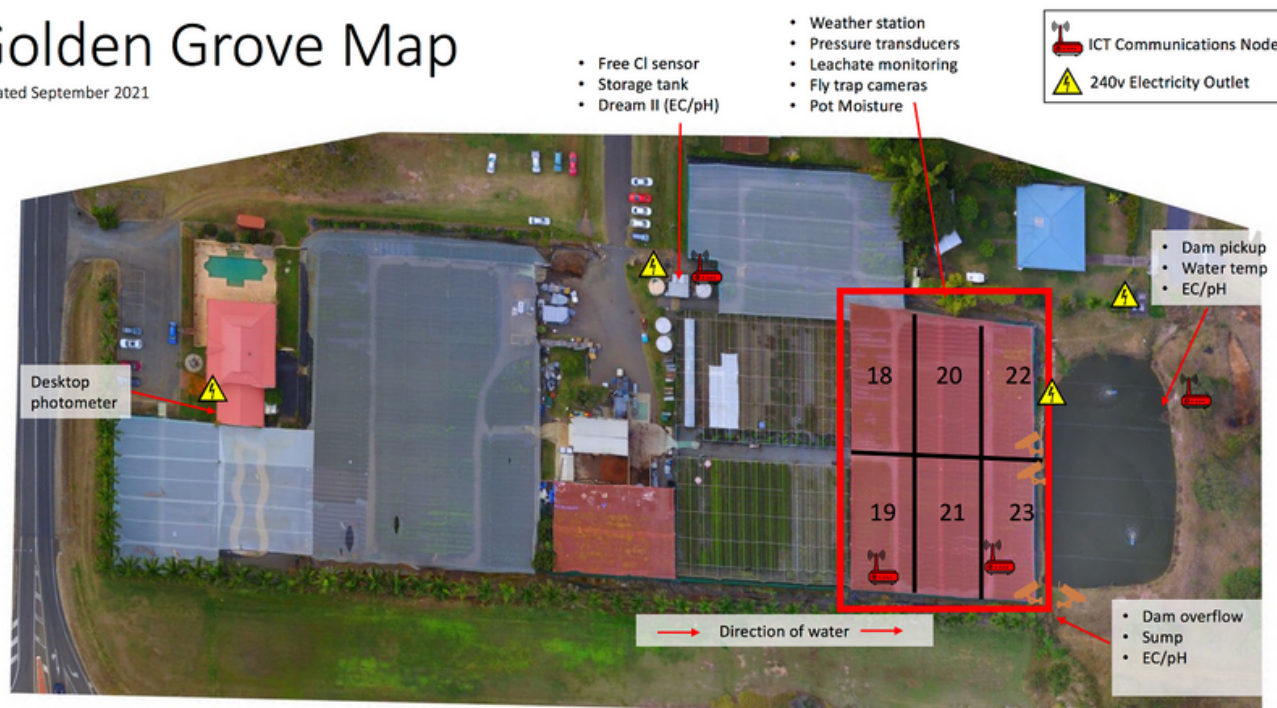 Golden Grove Map
ated September 2021
• Free Cl sensor
• Storage tank
• Dream II (EC/pH)
• Weather station
• Pressure transducers
• Leachate monitoring
• Fly trap cameras
• Pot Moisture
ICT Communications Node
240v Electricity Outlet
• Dam pickup
• Water temp
• EC/pH
Desktop
photometer
18 20 22
19 21 23
Direction of water
• Dam overflow
• Sump
• EC/pH